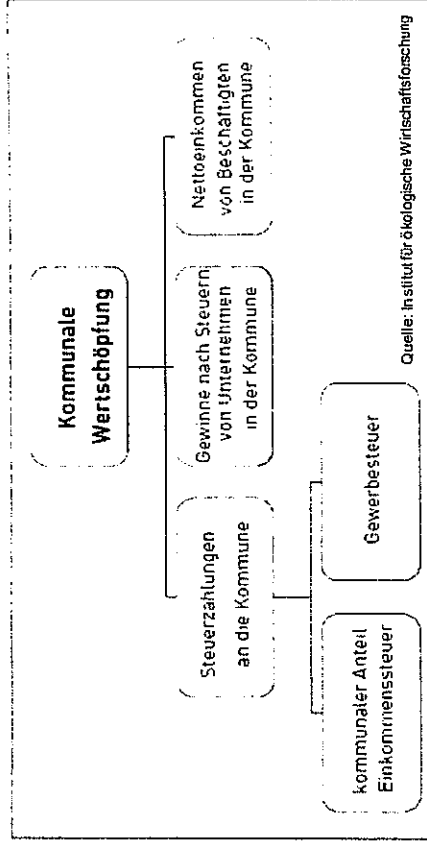 Kommunale
Wertschöpfung
Steuerzahlungen
an die Kommune
Gewinne nach Steuern
von Unternehmen
in der Kommune
Nettoeinkommen
von Beschäftigten
in der Kommune
kommunaler Anteil
Einkommenssteuer
Gewerbesteuer
Quelle: Institut für ökologische Wirtschaftsforschung